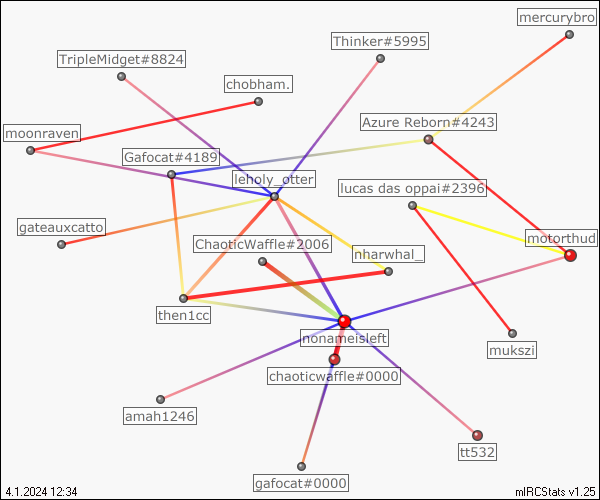 mercurybro
Thinker#5995
TripleMidget#8824
chobham.
Azure Reborn#4243
moonraven
Gafocat#4189
leholy_otter
lucas das oppai#2396
gateauxcatto
ChaoticWaffle#2006
motorthud
nharwhal_
then1cc
nonameisleft
mukszi
chaoticwaffle#0000
amah1246
tt532
gafocat#0000
4.1.2024 12:34
mIRCStats v1.25